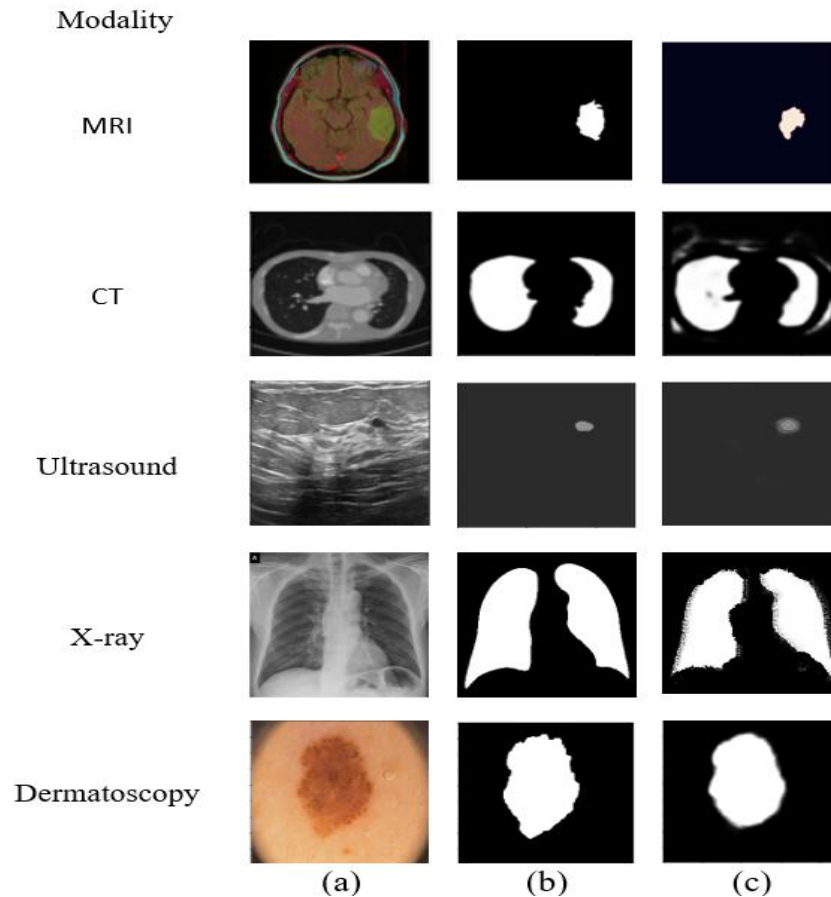 Modality
MRI
CT
Ultrasound
A
X-ray
Dermatoscopy
(a) (b) (c)